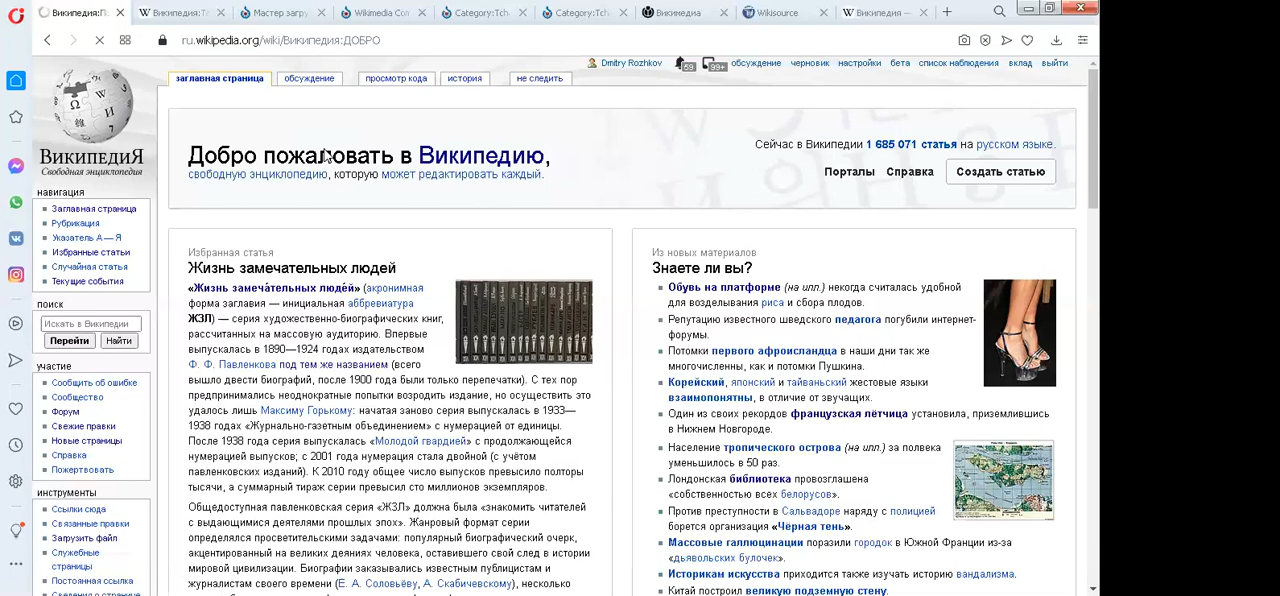 Википедия:П
Википедия:Т
Мастер загру
Wikimedia Con
Category:Tch
Category:Tch
Викимедиа
Wikisource
Википедия —
ru.wikipedia.org/wiki/Википедия:ДОБРО
Dmitry Rozhkov 59 99+ обсуждение черновик настройки бета список наблюдения вклад выйти
заглавная страница обсуждение просмотр кода история не следить
ВикипедиЯ
Свободная энциклопедия
Добро пожаловать в Википедию,
свободную энциклопедию, которую может редактировать каждый.
Сейчас в Википедии 1 685 071 статья на русском языке.
Порталы Справка Создать статью
навигация
Заглавная страница
Рубрикация
Указатель А — Я
Избранные статьи
Случайная статья
Текущие события
поиск
Искать в Википедии
Перейти Найти
участие
Сообщить об ошибке
Сообщество
Форум
Свежие правки
Новые страницы
Справка
Пожертвовать
инструменты
Ссылки сюда
Связанные правки
Загрузить файл
Служебные
страницы
Постоянная ссылка
Сведения о странице
Избранная статья
Жизнь замечательных людей
«Жизнь замеча́тельных люде́й» (акронимная
форма заглавия — инициальная аббревиатура
ЖЗЛ) — серия художественно-биографических книг,
рассчитанных на массовую аудиторию. Впервые
выпускалась в 1890—1924 годах издательством
Ф. Ф. Павленкова под тем же названием (всего
вышло двести биографий, после 1900 года были только перепечатки). С тех пор
предпринимались неоднократные попытки возродить издание, но осуществить это
удалось лишь Максиму Горькому: начатая заново серия выпускалась в 1933—
1938 годах «Журнально-газетным объединением» с нумерацией от единицы.
После 1938 года серия выпускалась «Молодой гвардией» с продолжающейся
нумерацией выпусков, с 2001 года нумерация стала двойной (с учётом
павленковских изданий). К 2010 году общее число выпусков превысило полторы
тысячи, а суммарный тираж серии превысил сто миллионов экземпляров.
Общедоступная павленковская серия «ЖЗЛ» должна была «знакомить читателей
с выдающимися деятелями прошлых эпох». Жанровый формат серии
определялся просветительскими задачами: популярный биографический очерк,
акцентированный на великих деяниях человека, оставившего свой след в истории
мировой цивилизации. Биографии заказывались известным публицистам и
журналистам своего времени (Е. А. Соловьёву, А. Скабичевскому), несколько
Из новых материалов
Знаете ли вы?
Обувь на платформе (на илл.) некогда считалась удобной
для возделывания риса и сбора плодов.
Репутацию известного шведского педагога погубили интернет-
форумы.
Потомки первого афроисландца в наши дни так же
многочисленны, как и потомки Пушкина.
Корейский, японский и тайваньский жестовые языки
взаимопонятны, в отличие от звучащих.
Один из своих рекордов французская лётчица установила, приземлившись
в Нижнем Новгороде.
Население тропического острова (на илл.) за полвека
уменьшилось в 50 раз.
Лондонская библиотека провозглашена
«собственностью всех белорусов».
Против преступности в Сальвадоре наряду с полицией
борется организация «Чёрная тень».
Массовые галлюцинации поразили городок в Южной Франции из-за
«дьявольских булочек».
Историкам искусства приходится также изучать историю вандализма.
Китай построил великую подземную стену.